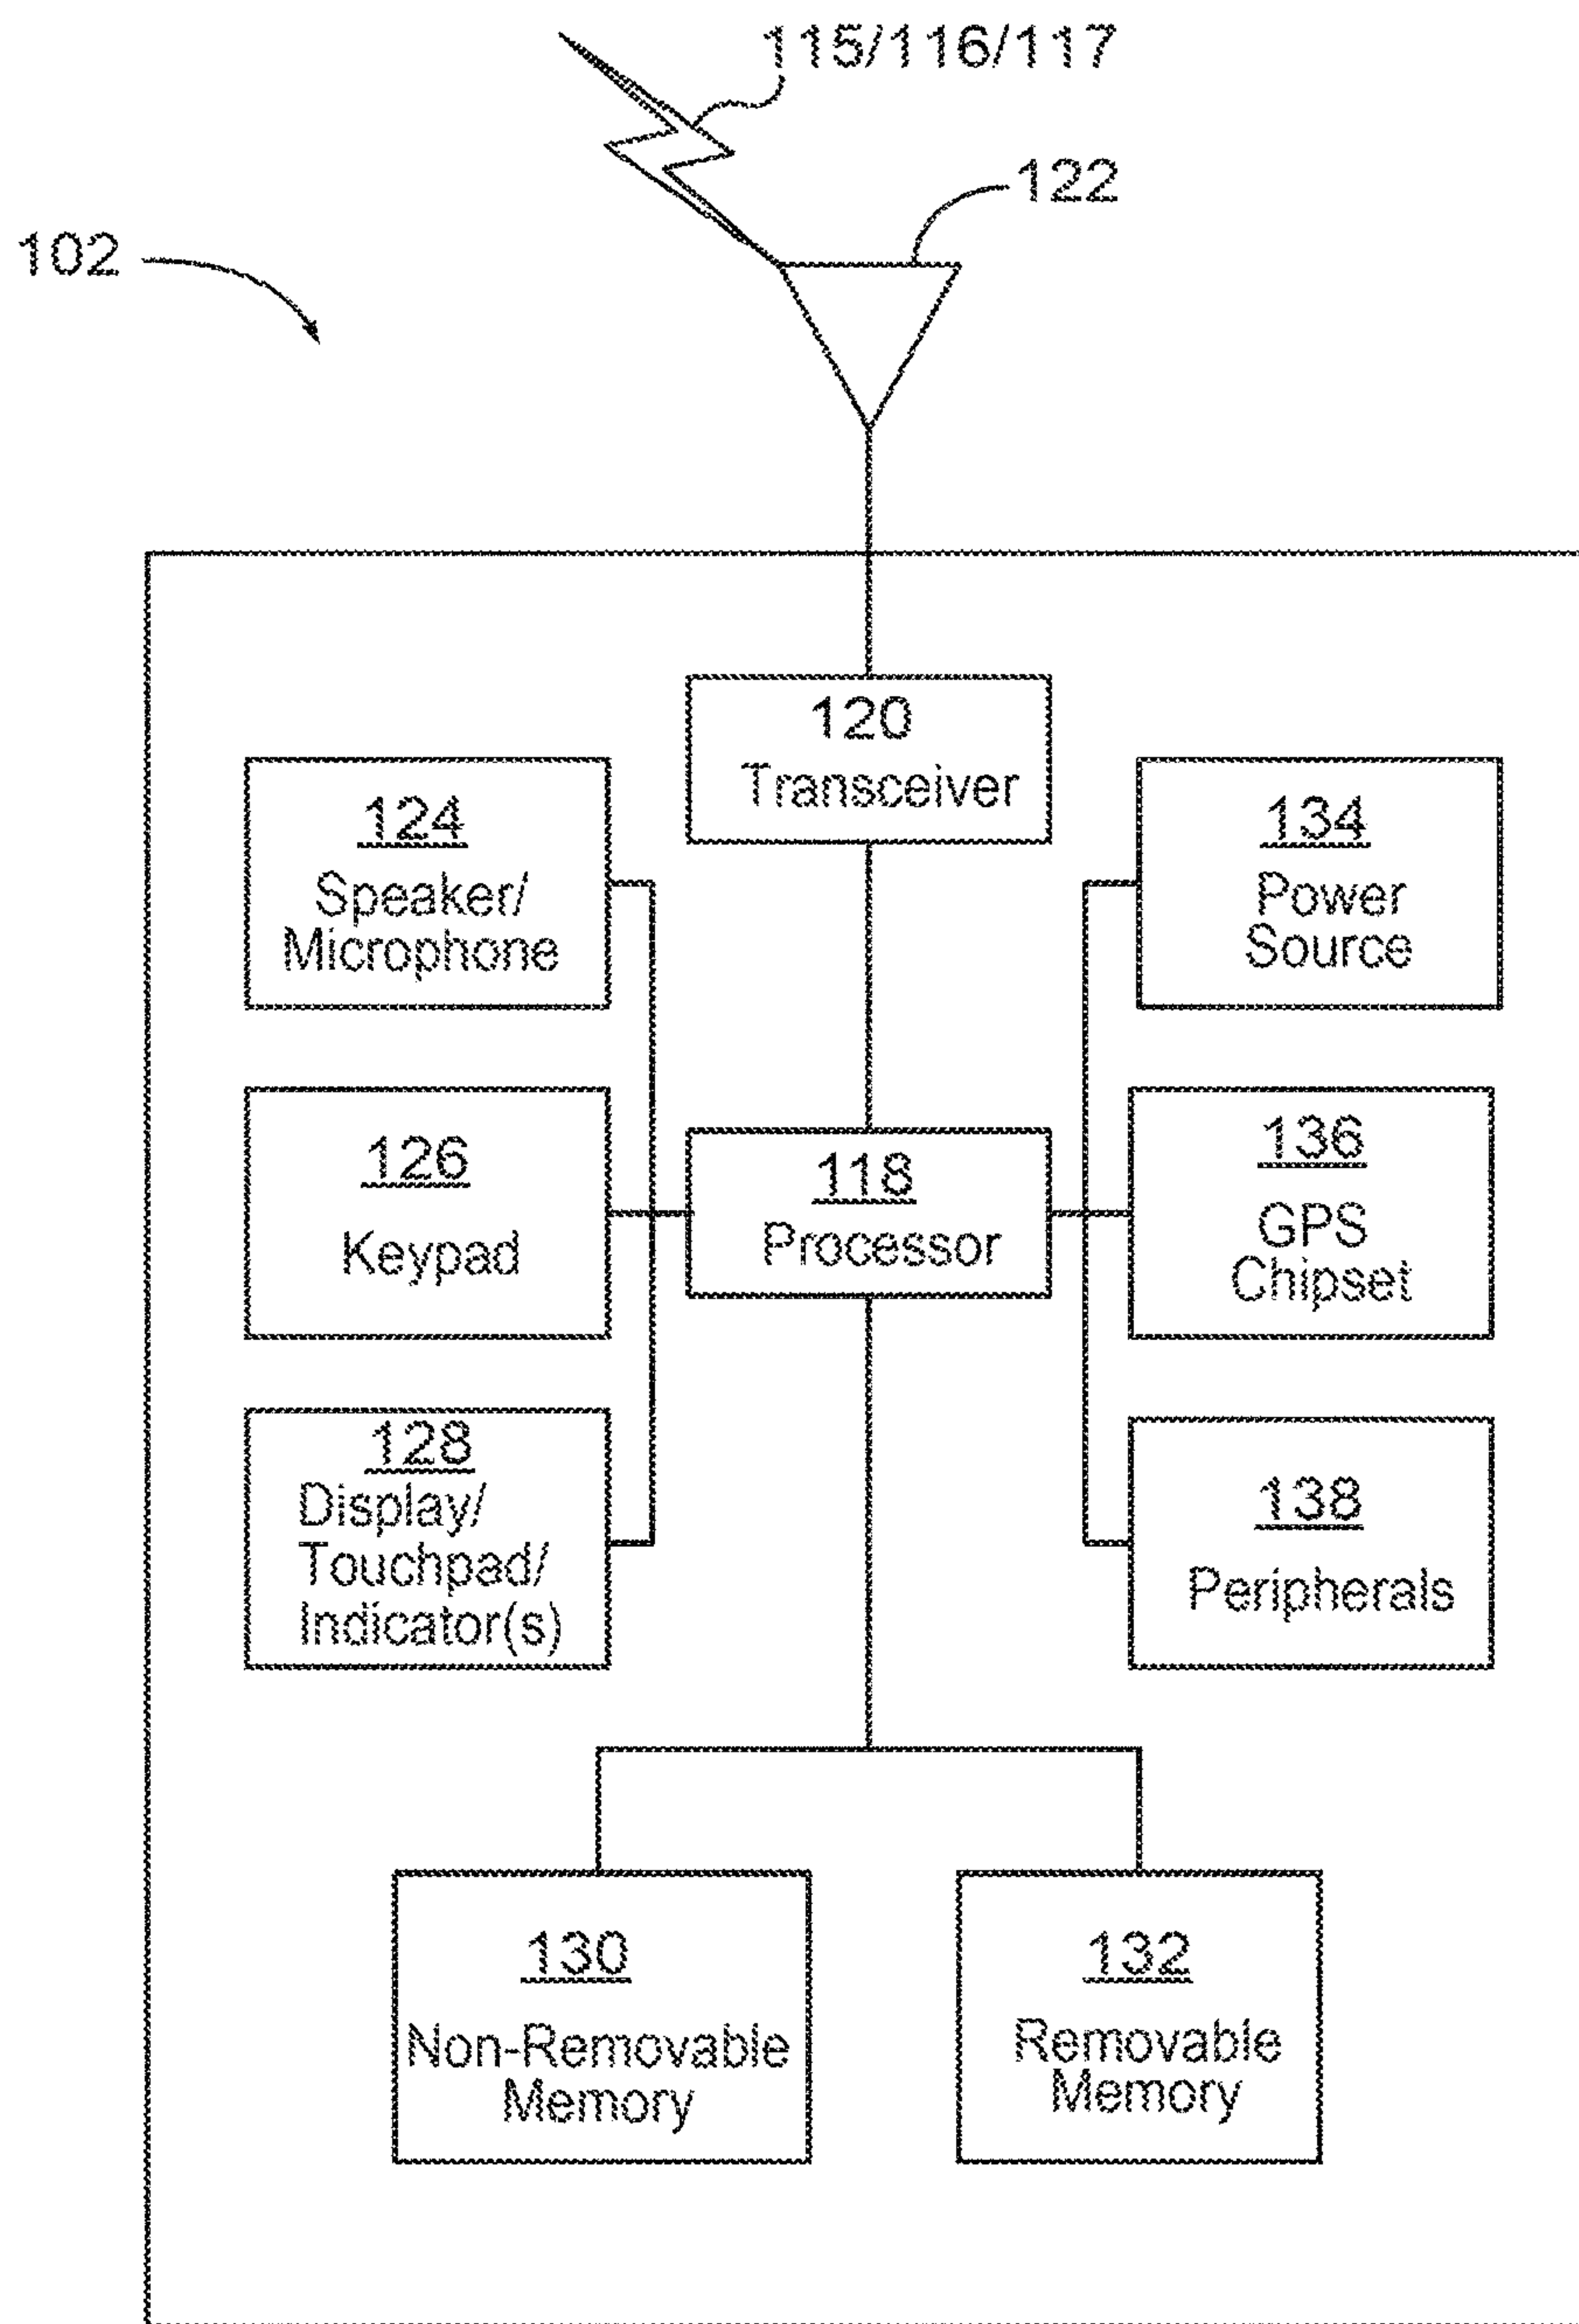 115/116/117
122
102
120
Transceiver
124
Speaker/
Microphone
134
Power
Source
126
Keypad
118
Processor
136
GPS
Chipset
128
Display/
Touchpad/
Indicator(s)
138
Peripherals
130
Non-Removable
Memory
132
Removable
Memory